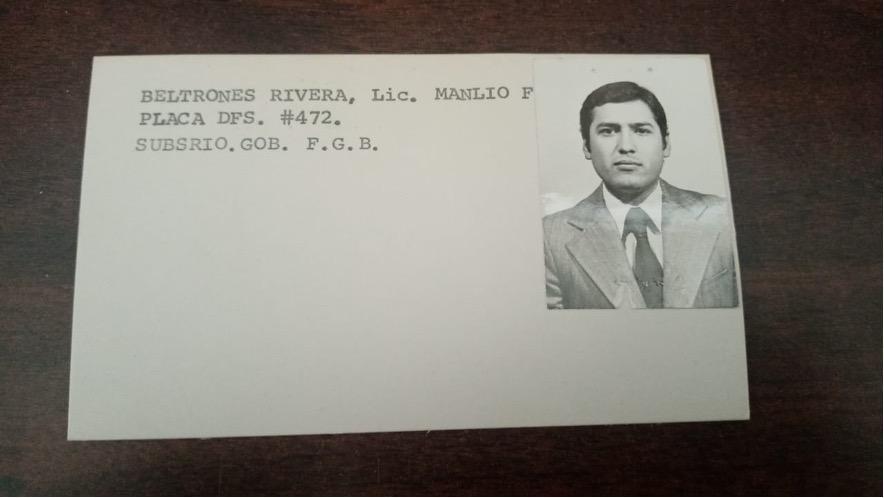 BELTRONES RIVERA, Lic. MANLIO F
PLACA DFS. #472.
SUBSRIO.GOB. F.G.B.